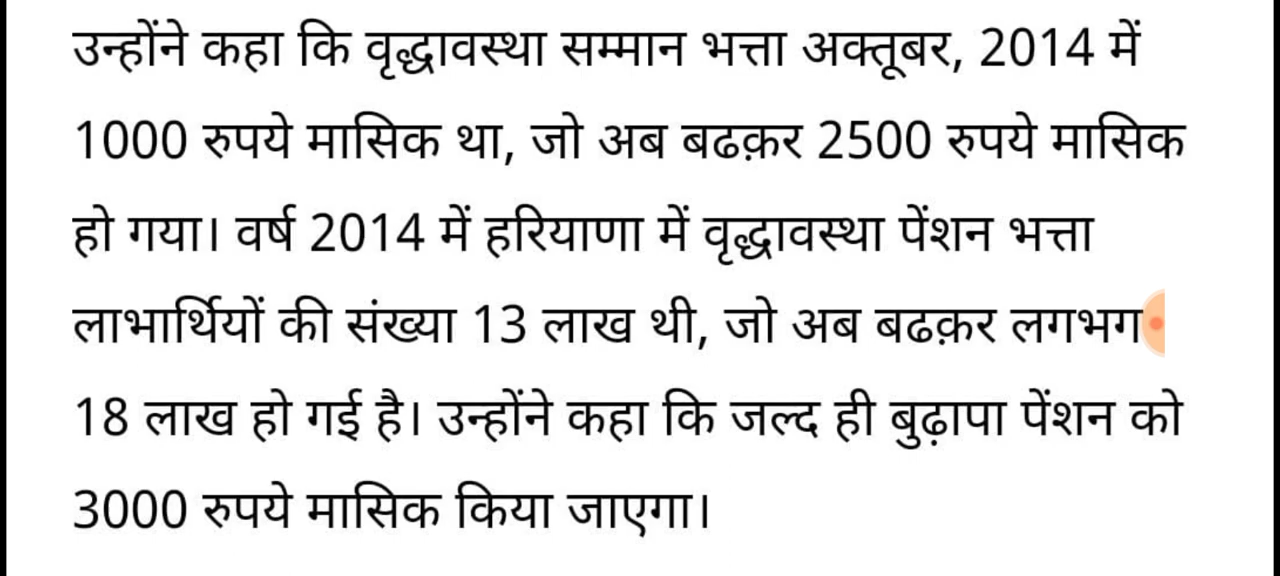 उन्होंने कहा कि वृद्धावस्था सम्मान भत्ता अक्तूबर, 2014 में
1000 रुपये मासिक था, जो अब बढक़र 2500 रुपये मासिक
हो गया। वर्ष 2014 में हरियाणा में वृद्धावस्था पेंशन भत्ता
लाभार्थियों की संख्या 13 लाख थी, जो अब बढक़र लगभग
18 लाख हो गई है। उन्होंने कहा कि जल्द ही बुढ़ापा पेंशन को
3000 रुपये मासिक किया जाएगा।